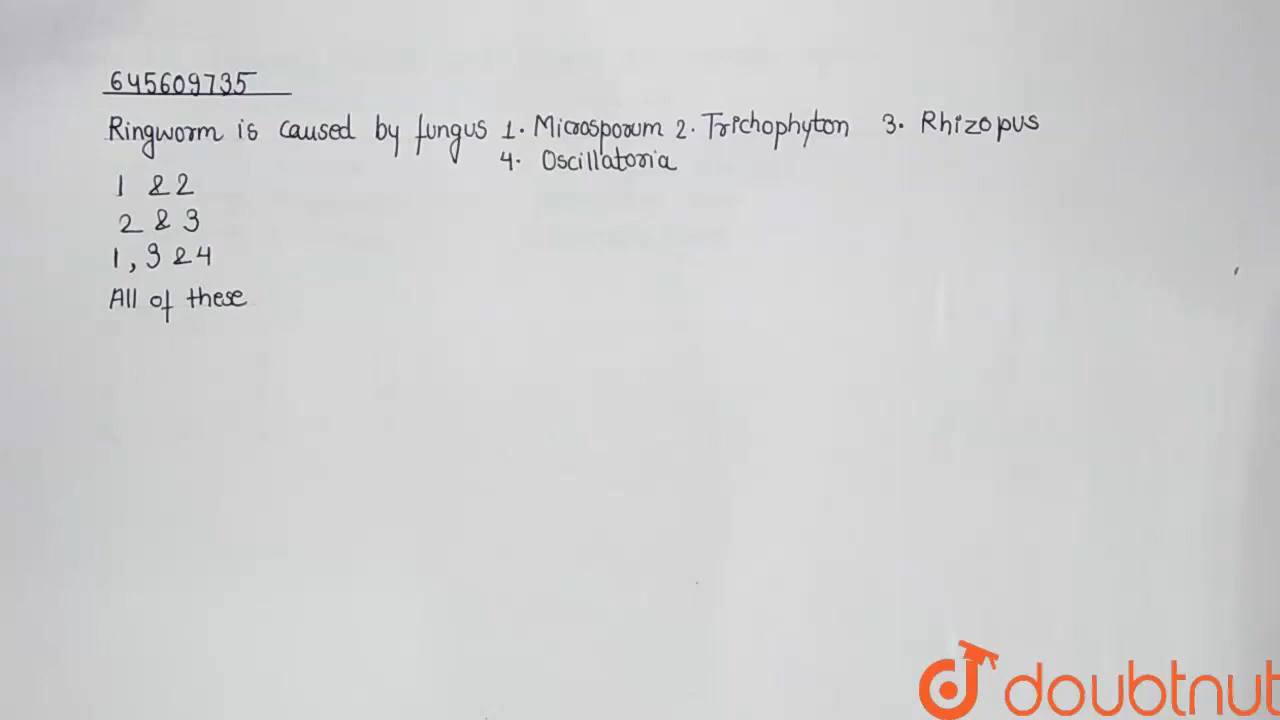 645609735
Ringworm is caused by fungus 1. Microsporum 2. Trichophyton 3. Rhizopus
4. Oscillatoria
1 & 2
2 & 3
1, 3 & 4
All of these
doubtnut